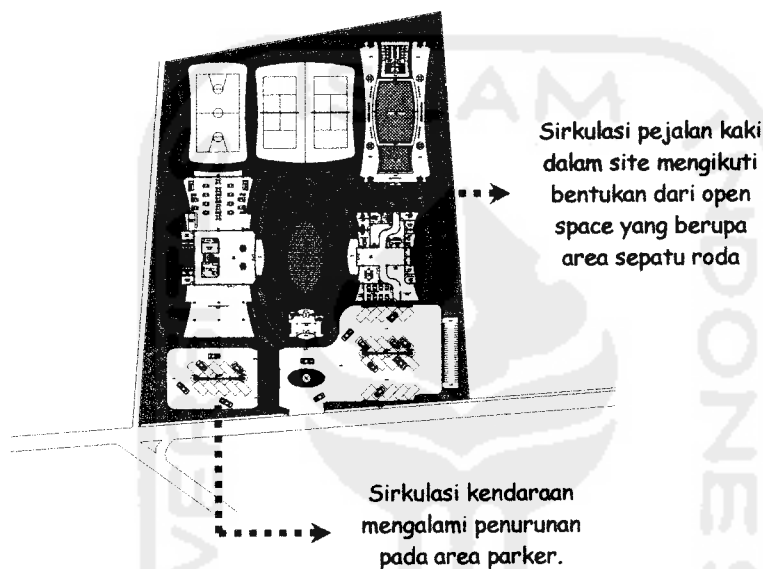 Sirkulasi pejalan kaki
dalam site mengikuti
bentukan dari open
space yang berupa
area sepatu roda
Sirkulasi kendaraan
mengalami penurunan
pada area parker.